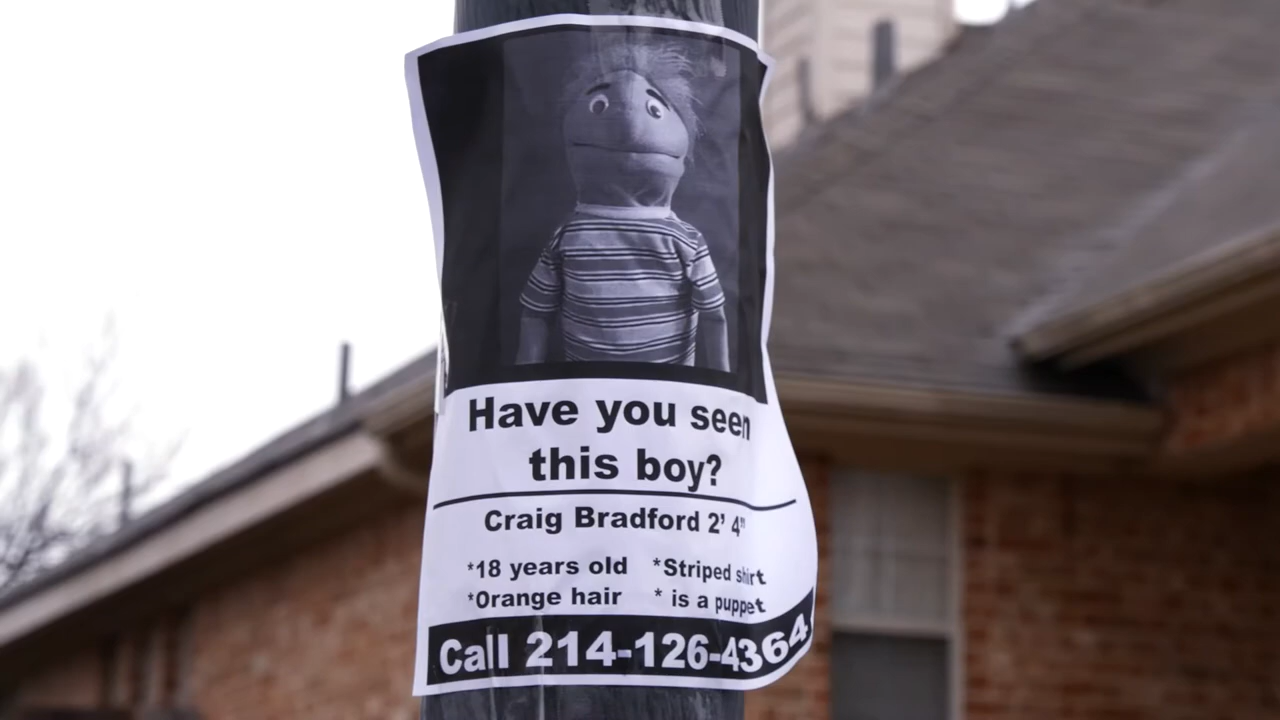 Have you seen
this boy?
Craig Bradford 2' 4"
*18 years old *Striped shirt
*Orange hair * is a puppet
Call 214-126-4364